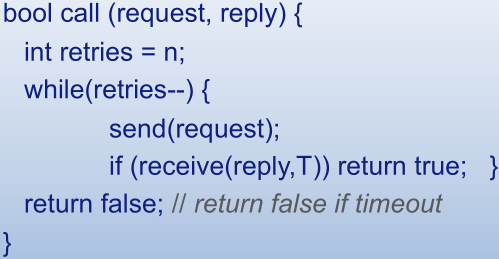 bool call (request, reply) {
int retries = n;
while(retries--) {
send(request);
if (receive(reply,T)) return true; }
return false; // return false if timeout
}